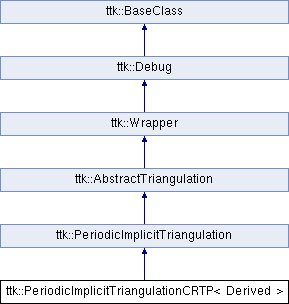 ttk::BaseClass
ttk::Debug
ttk::Wrapper
ttk::AbstractTriangulation
ttk::PeriodicImplicitTriangulation
ttk::PeriodicImplicitTriangulationCRTP< Derived >